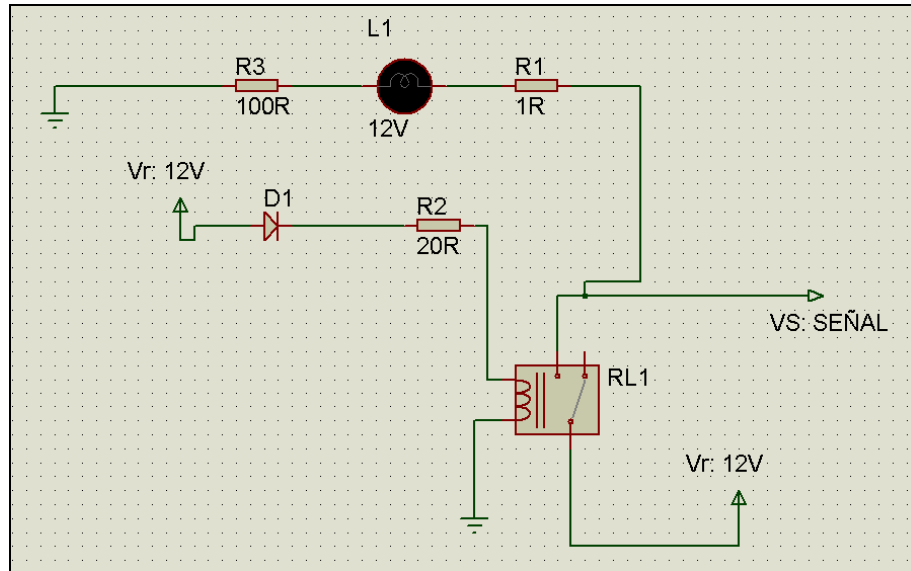 L1
R3
R1
100R
1R
12V
Vr: 12V
D1
R2
20R
VS: SEÑAL
RL1
Vr: 12V